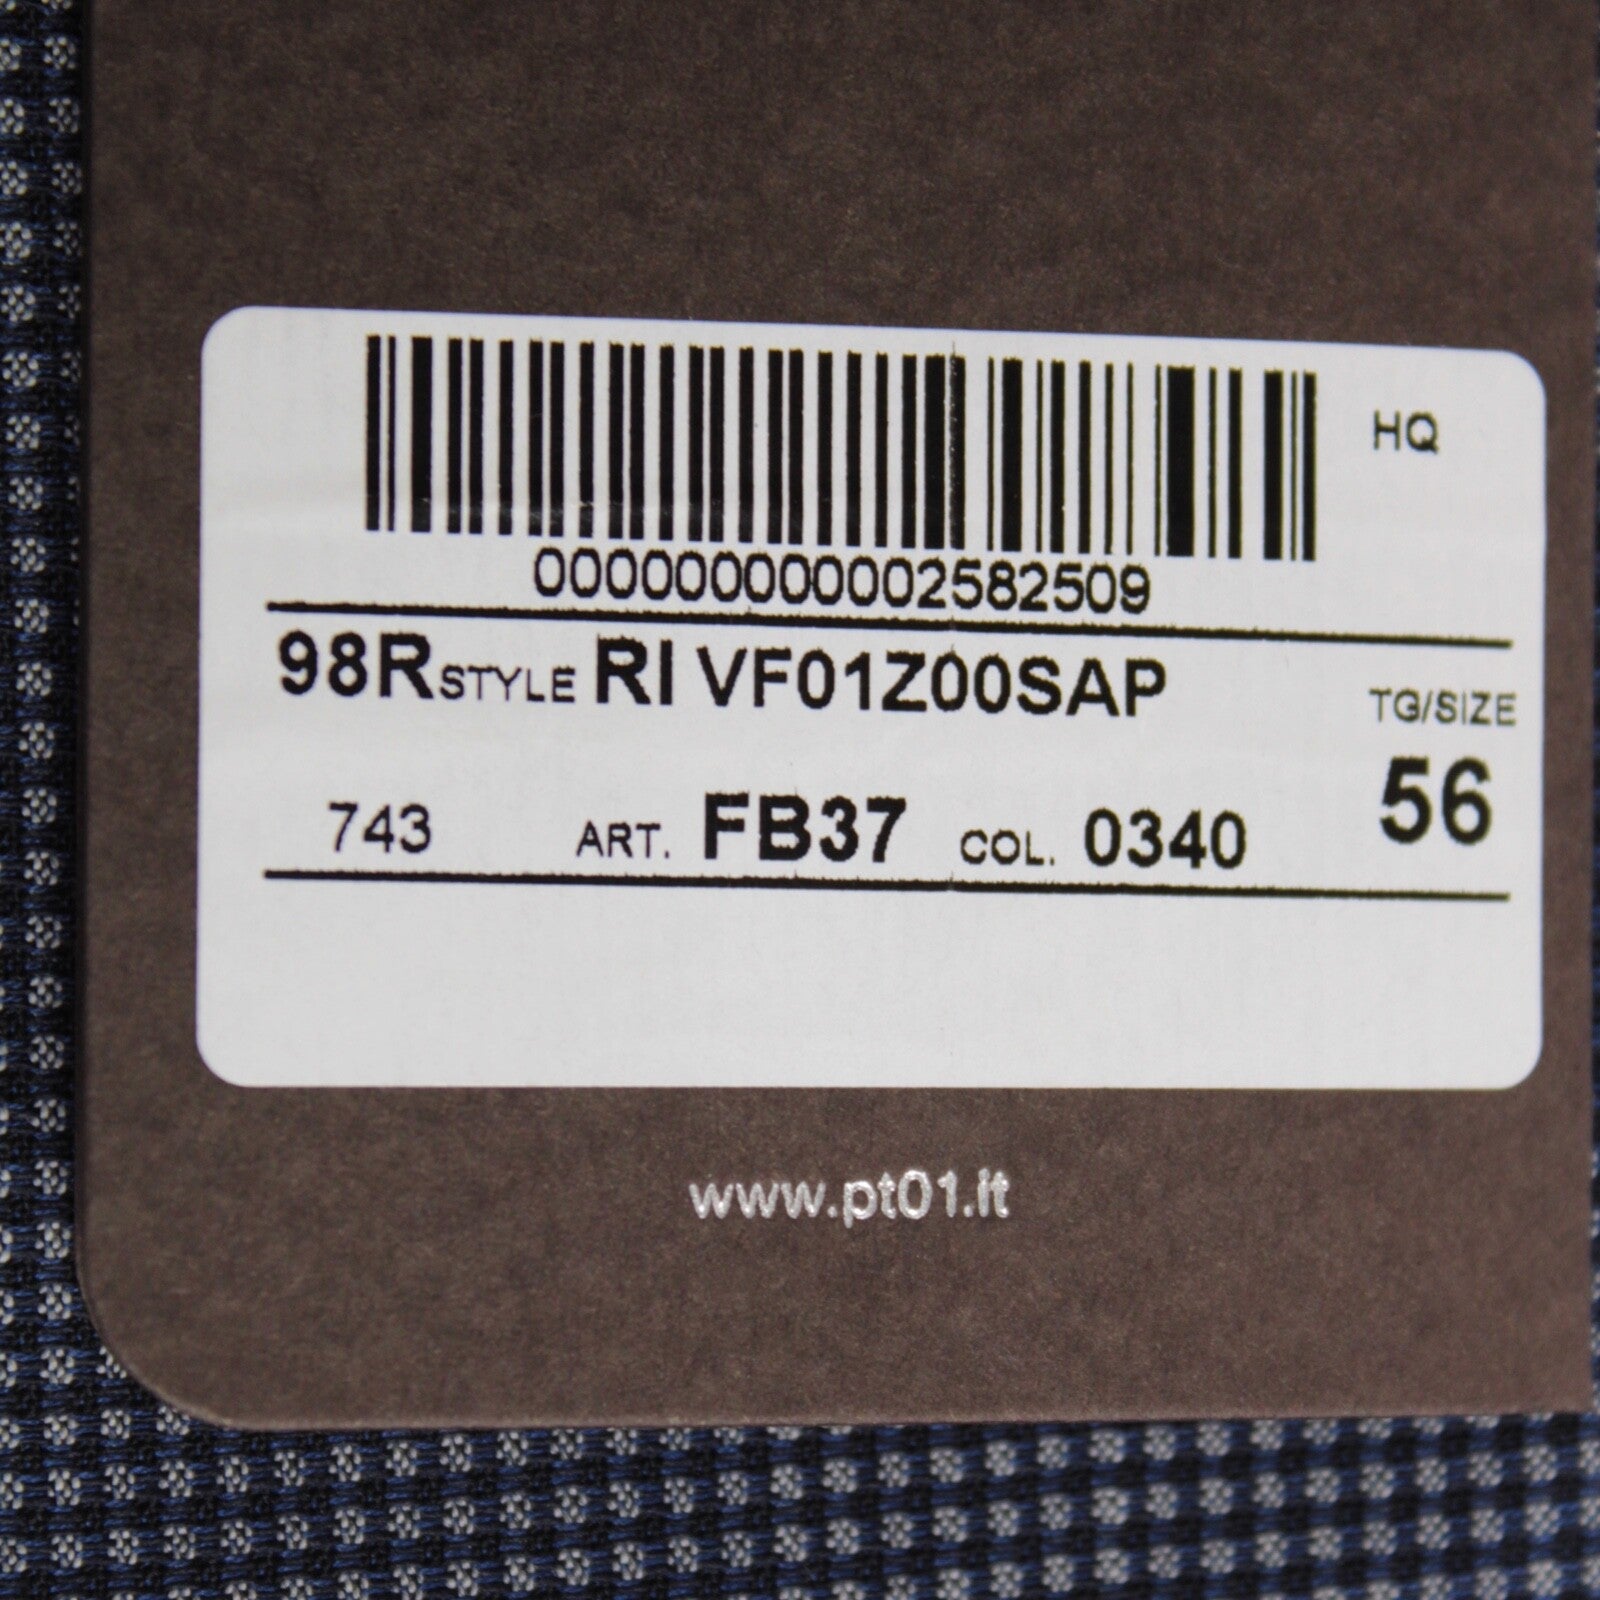 HQ
000000000002582509
98R STYLE RI VF01Z00SAP TG/SIZE
56
743 ART. FB37 COL. 0340
www.pt01.it